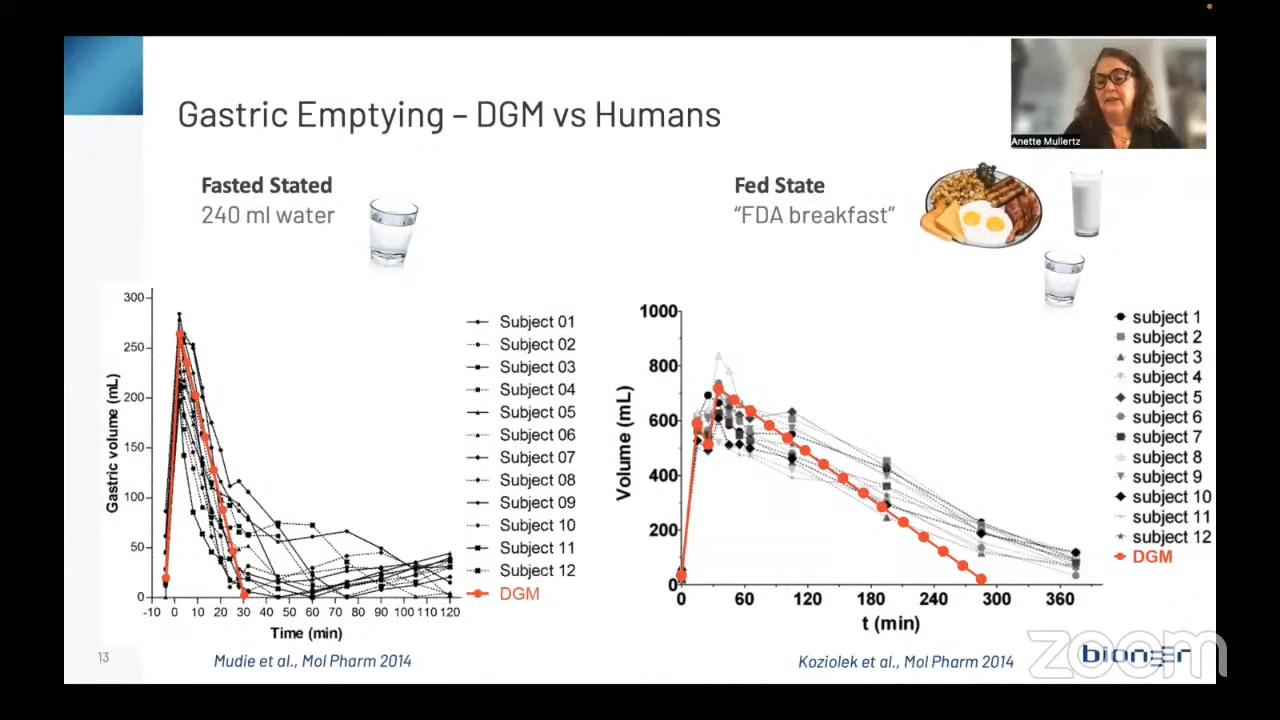 Gastric Emptying – DGM vs Humans
Anette Mullertz
Fasted Stated
240 ml water
Fed State
“FDA breakfast”
Gastric volume (mL)
300
250
200
150
100
50
0
-10 0 10 20 30 40 50 60 70 80 90 100 110 120
Time (min)
Subject 01
Subject 02
Subject 03
Subject 04
Subject 05
Subject 06
Subject 07
Subject 08
Subject 09
Subject 10
Subject 11
Subject 12
DGM
Volume (mL)
1000
800
600
400
200
0
0 60 120 180 240 300 360
t (min)
subject 1
subject 2
subject 3
subject 4
subject 5
subject 6
subject 7
subject 8
subject 9
subject 10
subject 11
subject 12
DGM
13
Mudie et al., Mol Pharm 2014
Koziolek et al., Mol Pharm 2014
zoom